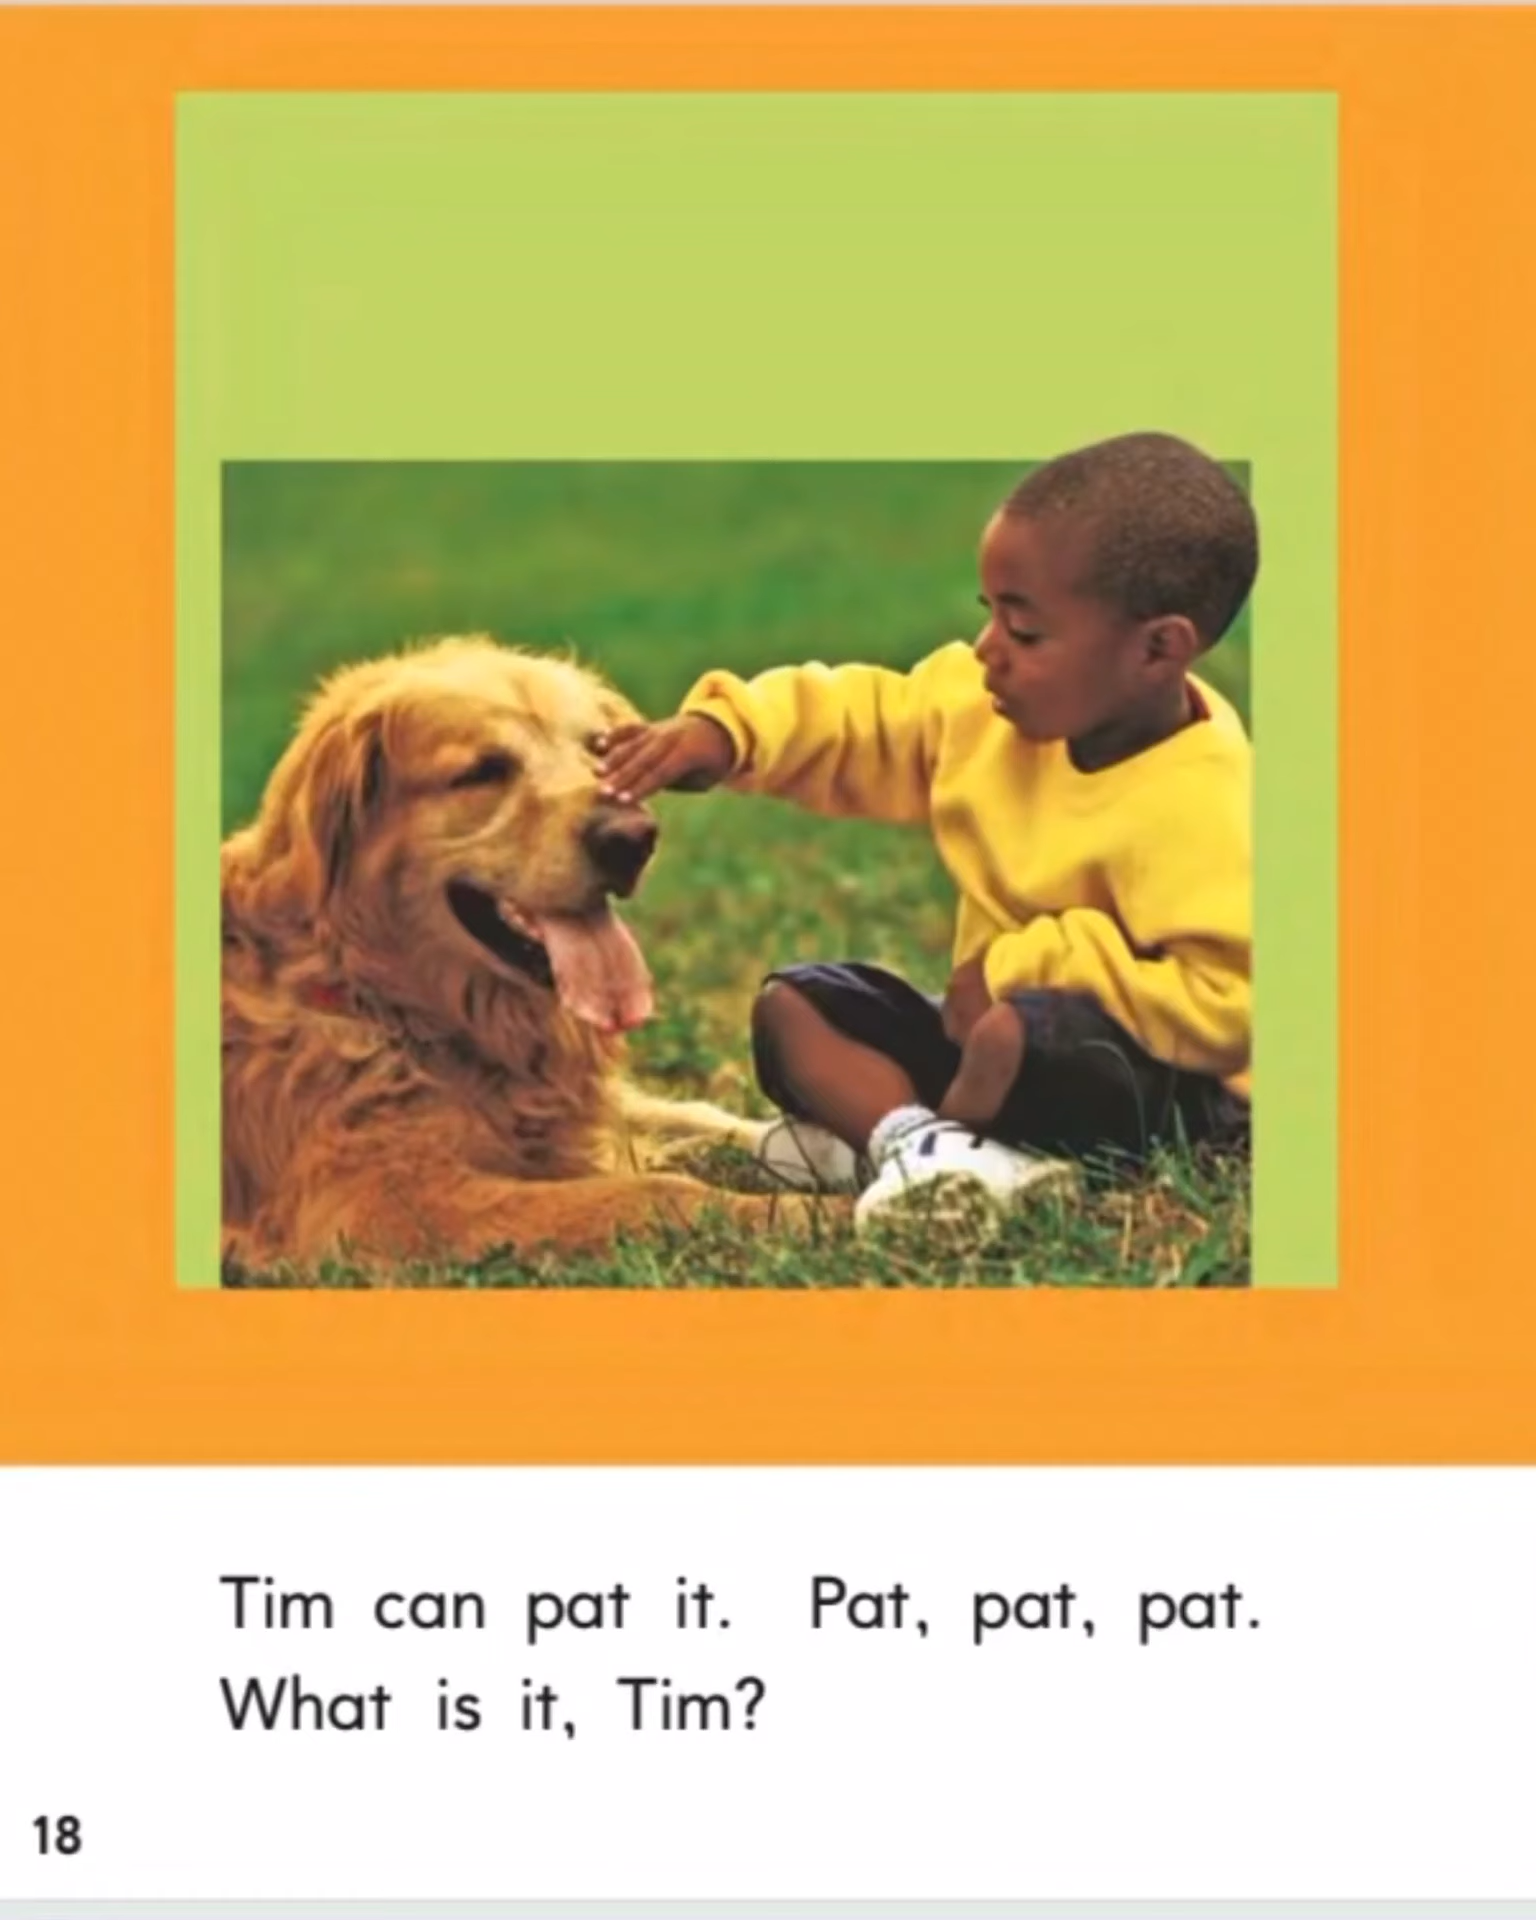 Tim can pat it. Pat, pat, pat.
What is it, Tim?
18